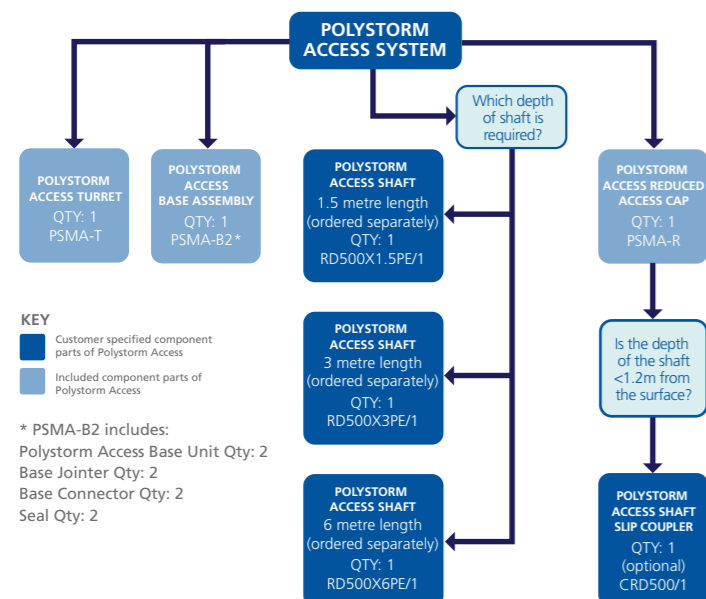 POLYSTORM
ACCESS SYSTEM
Which depth
of shaft is
required?
POLYSTORM
ACCESS TURRET
QTY: 1
PSMA-T
POLYSTORM
ACCESS
BASE ASSEMBLY
QTY: 1
PSMA-B2*
POLYSTORM
ACCESS SHAFT
1.5 metre length
(ordered separately)
QTY: 1
RD500X1.5PE/1
POLYSTORM
ACCESS REDUCED
ACCESS CAP
QTY: 1
PSMA-R
KEY
Customer specified component
parts of Polystorm Access
Included component parts of
Polystorm Access
* PSMA-B2 includes:
Polystorm Access Base Unit Qty: 2
Base Jointer Qty: 2
Base Connector Qty: 2
Seal Qty: 2
POLYSTORM
ACCESS SHAFT
3 metre length
(ordered separately)
QTY: 1
RD500X3PE/1
Is the depth
of the shaft
<1.2m from
the surface?
POLYSTORM
ACCESS SHAFT
6 metre length
(ordered separately)
QTY: 1
RD500X6PE/1
POLYSTORM
ACCESS SHAFT
SLIP COUPLER
QTY: 1
(optional)
CRD500/1